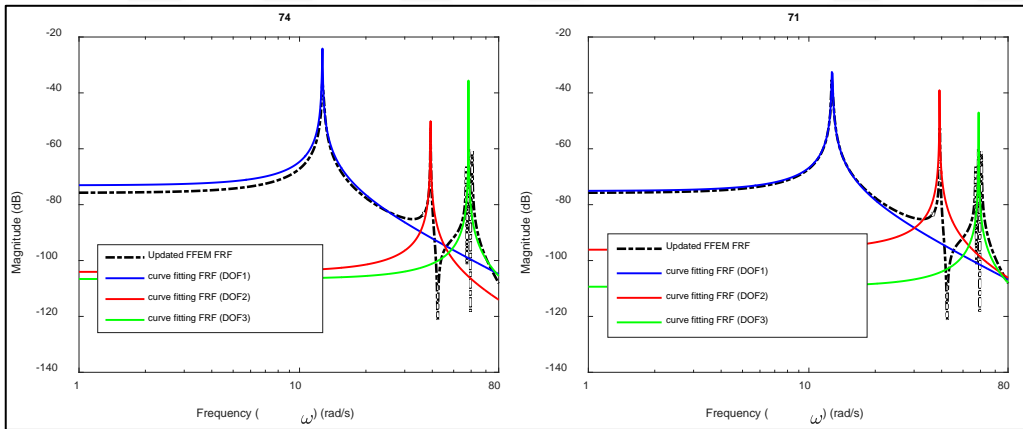 74
-20
-40
-60
-80
-100
-120
-140
Magnitude (dB)
Updated FFEM FRF
curve fitting FRF (DOF1)
curve fitting FRF (DOF2)
curve fitting FRF (DOF3)
1
10
80
Frequency ( ω) (rad/s)
71
-20
-40
-60
-80
-100
-120
-140
Magnitude (dB)
Updated FFEM FRF
curve fitting FRF (DOF1)
curve fitting FRF (DOF2)
curve fitting FRF (DOF3)
1
10
80
Frequency ( ω) (rad/s)